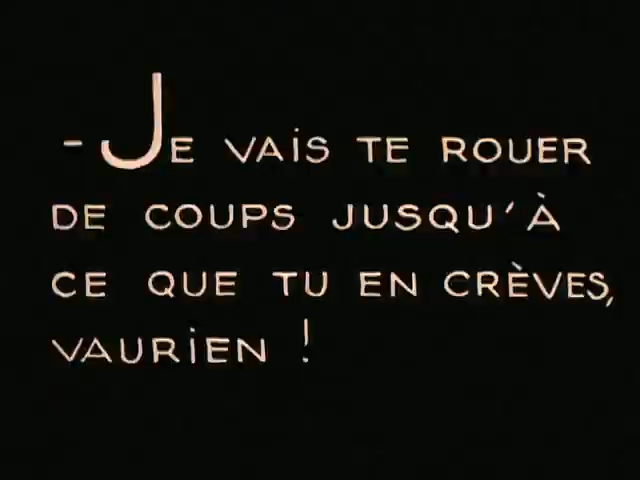 - Je vais te rouer
de coups jusqu'à
ce que tu en crèves,
vaurien !